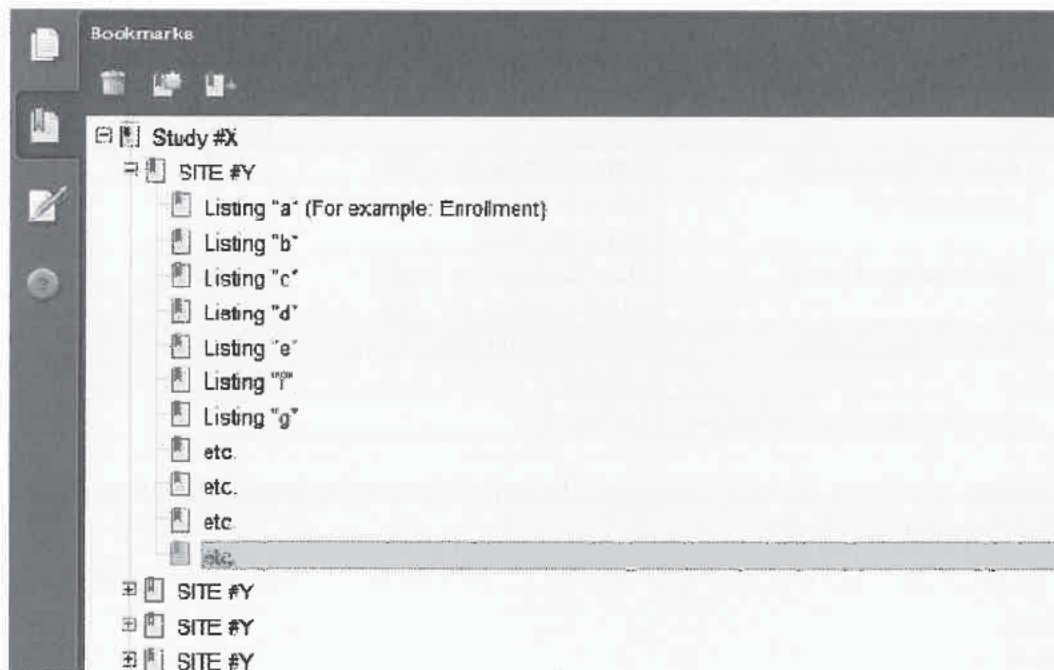 Bookmarks
Study #X
SITE #Y
Listing "a" (For example: Enrollment)
Listing "b"
Listing "c"
Listing "d"
Listing "e"
Listing "f"
Listing "g"
etc.
etc.
etc.
etc.
SITE #Y
SITE #Y
SITE #Y